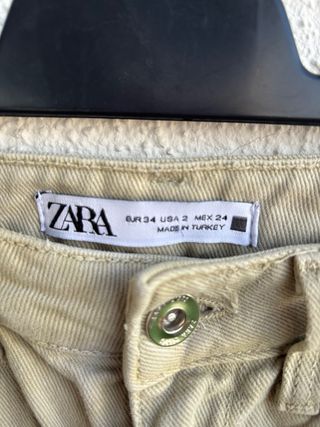 ZARA
EUR 34 USA 2 MEX 24
MADE IN TURKEY